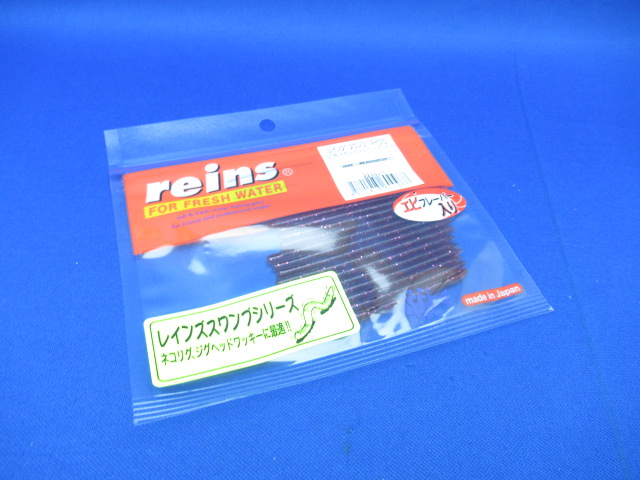 reins®
FOR FRESH WATER
エビフレーバー
入り
レインズスワンプシリーズ
ネコリグ、ジグヘッドワッキーに最適!!
made in Japan